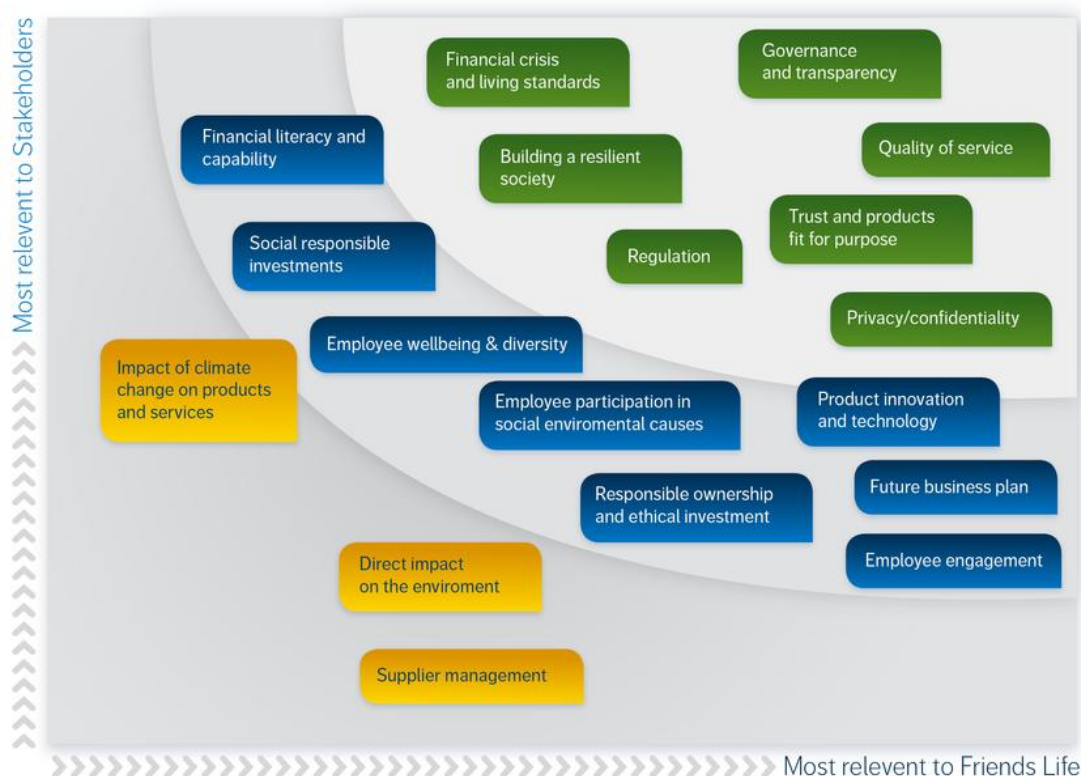 Most relevent to Stakeholders
Financial crisis
and living standards
Governance
and transparency
Financial literacy and
capability
Building a resilient
society
Quality of service
Social responsible
investments
Regulation
Trust and products
fit for purpose
Privacy/confidentiality
Employee wellbeing & diversity
Impact of climate
change on products
and services
Employee participation in
social enviromental causes
Product innovation
and technology
Responsible ownership
and ethical investment
Future business plan
Direct impact
on the enviroment
Employee engagement
Supplier management
Most relevent to Friends Life